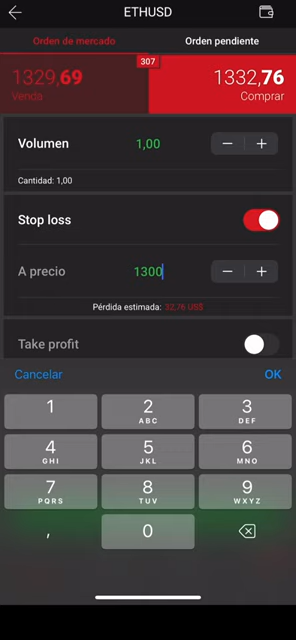 ETHUSD
Orden de mercado
Orden pendiente
307
1329,69
1332,76
Venda
Comprar
Volumen
1,00
− +
Cantidad: 1,00
Stop loss
A precio
1300
− +
Pérdida estimada: 32,76 US$
Take profit
Cancelar
OK
1
2
3
ABC
DEF
4
5
6
GHI
JKL
MNO
7
8
9
PQRS
TUV
WXYZ
,
0